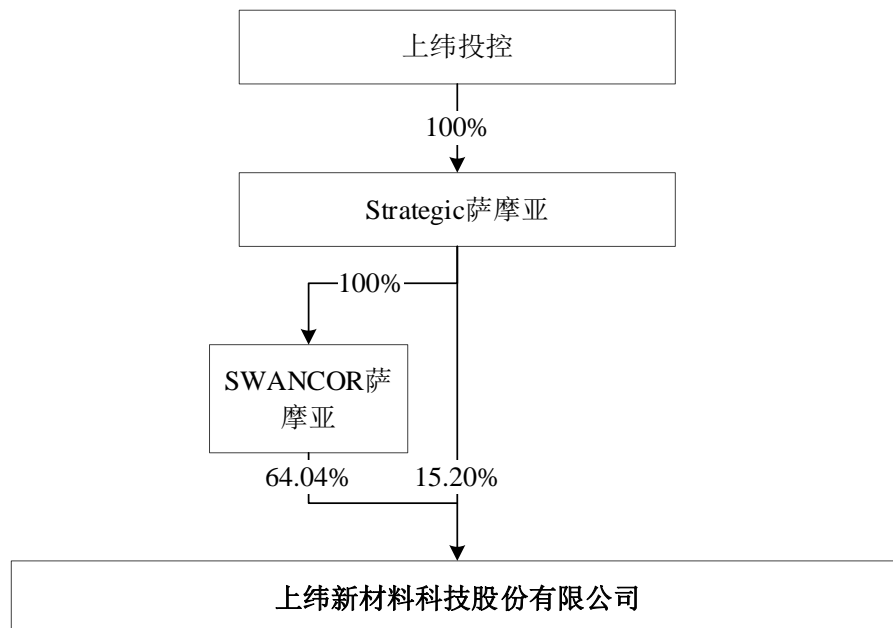 上纬投控
100%
Strategic萨摩亚
100%
SWANCOR萨
摩亚
64.04%
15.20%
上纬新材料科技股份有限公司